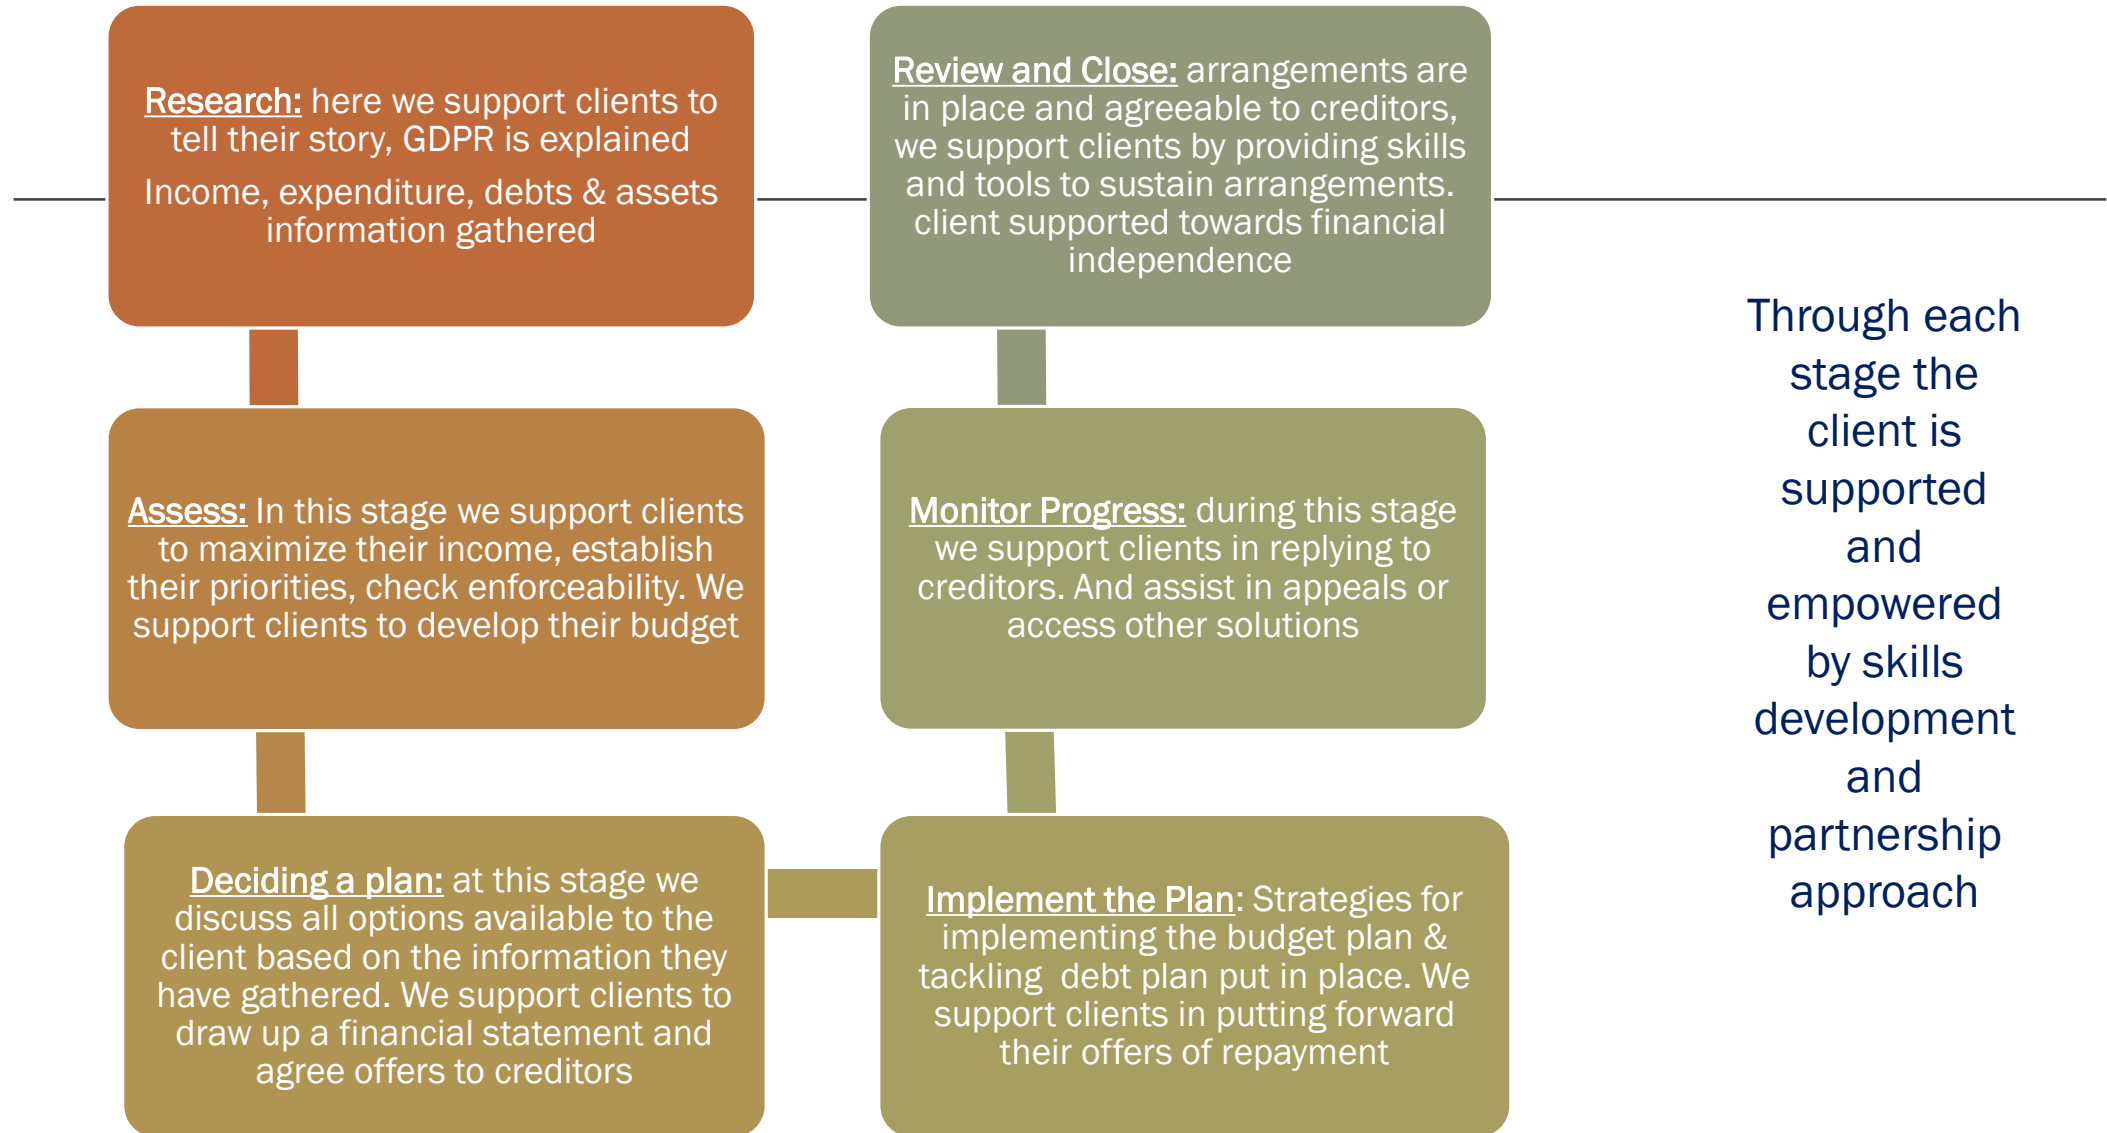 Research: here we support clients to
tell their story, GDPR is explained
Income, expenditure, debts & assets
information gathered
Assess: In this stage we support clients
to maximize their income, establish
their priorities, check enforceability. We
support clients to develop their budget
Deciding a plan: at this stage we
discuss all options available to the
client based on the information they
have gathered. We support clients to
draw up a financial statement and
agree offers to creditors
Implement the Plan: Strategies for
implementing the budget plan &
tackling  debt plan put in place. We
support clients in putting forward
their offers of repayment
Monitor Progress: during this stage
we support clients in replying to
creditors. And assist in appeals or
access other solutions
Review and Close: arrangements are
in place and agreeable to creditors,
we support clients by providing skills
and tools to sustain arrangements.
client supported towards financial
independence
Through each
stage the
client is
supported
and
empowered
by skills
development
and
partnership
approach